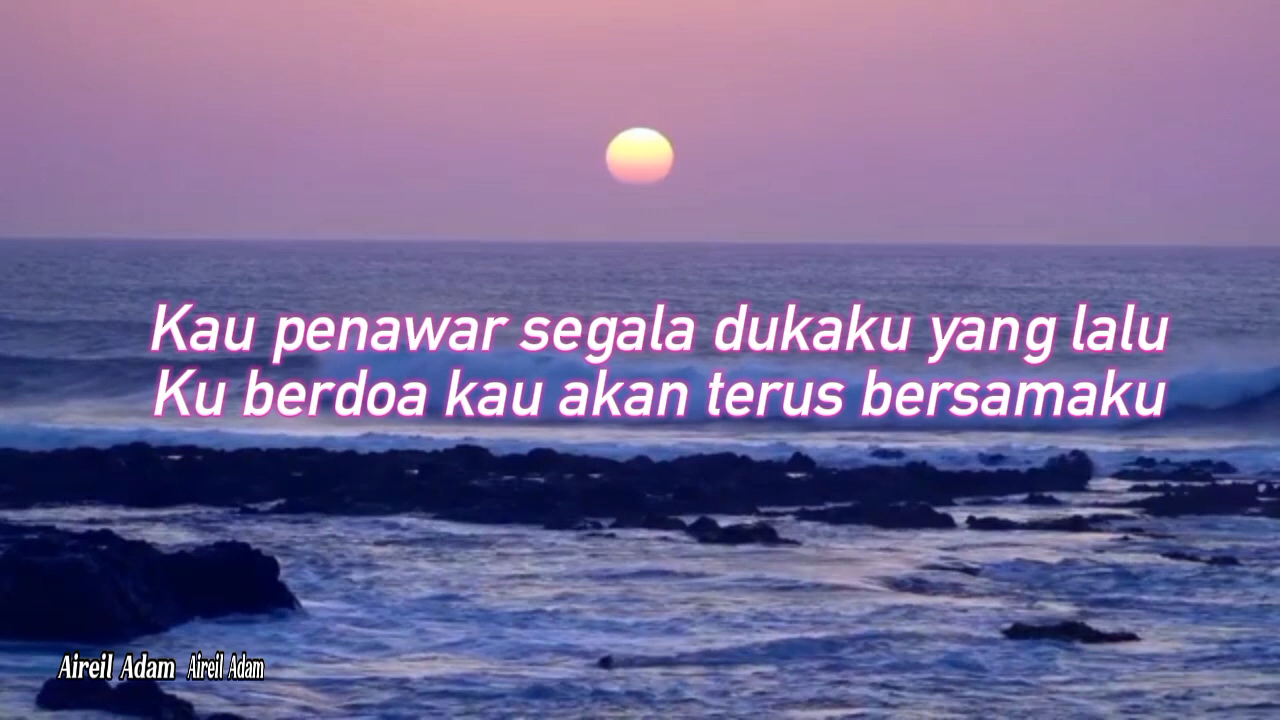 Kau penawar segala dukaku yang lalu
Ku berdoa kau akan terus bersamaku
Aireil Adam Aireil Adam